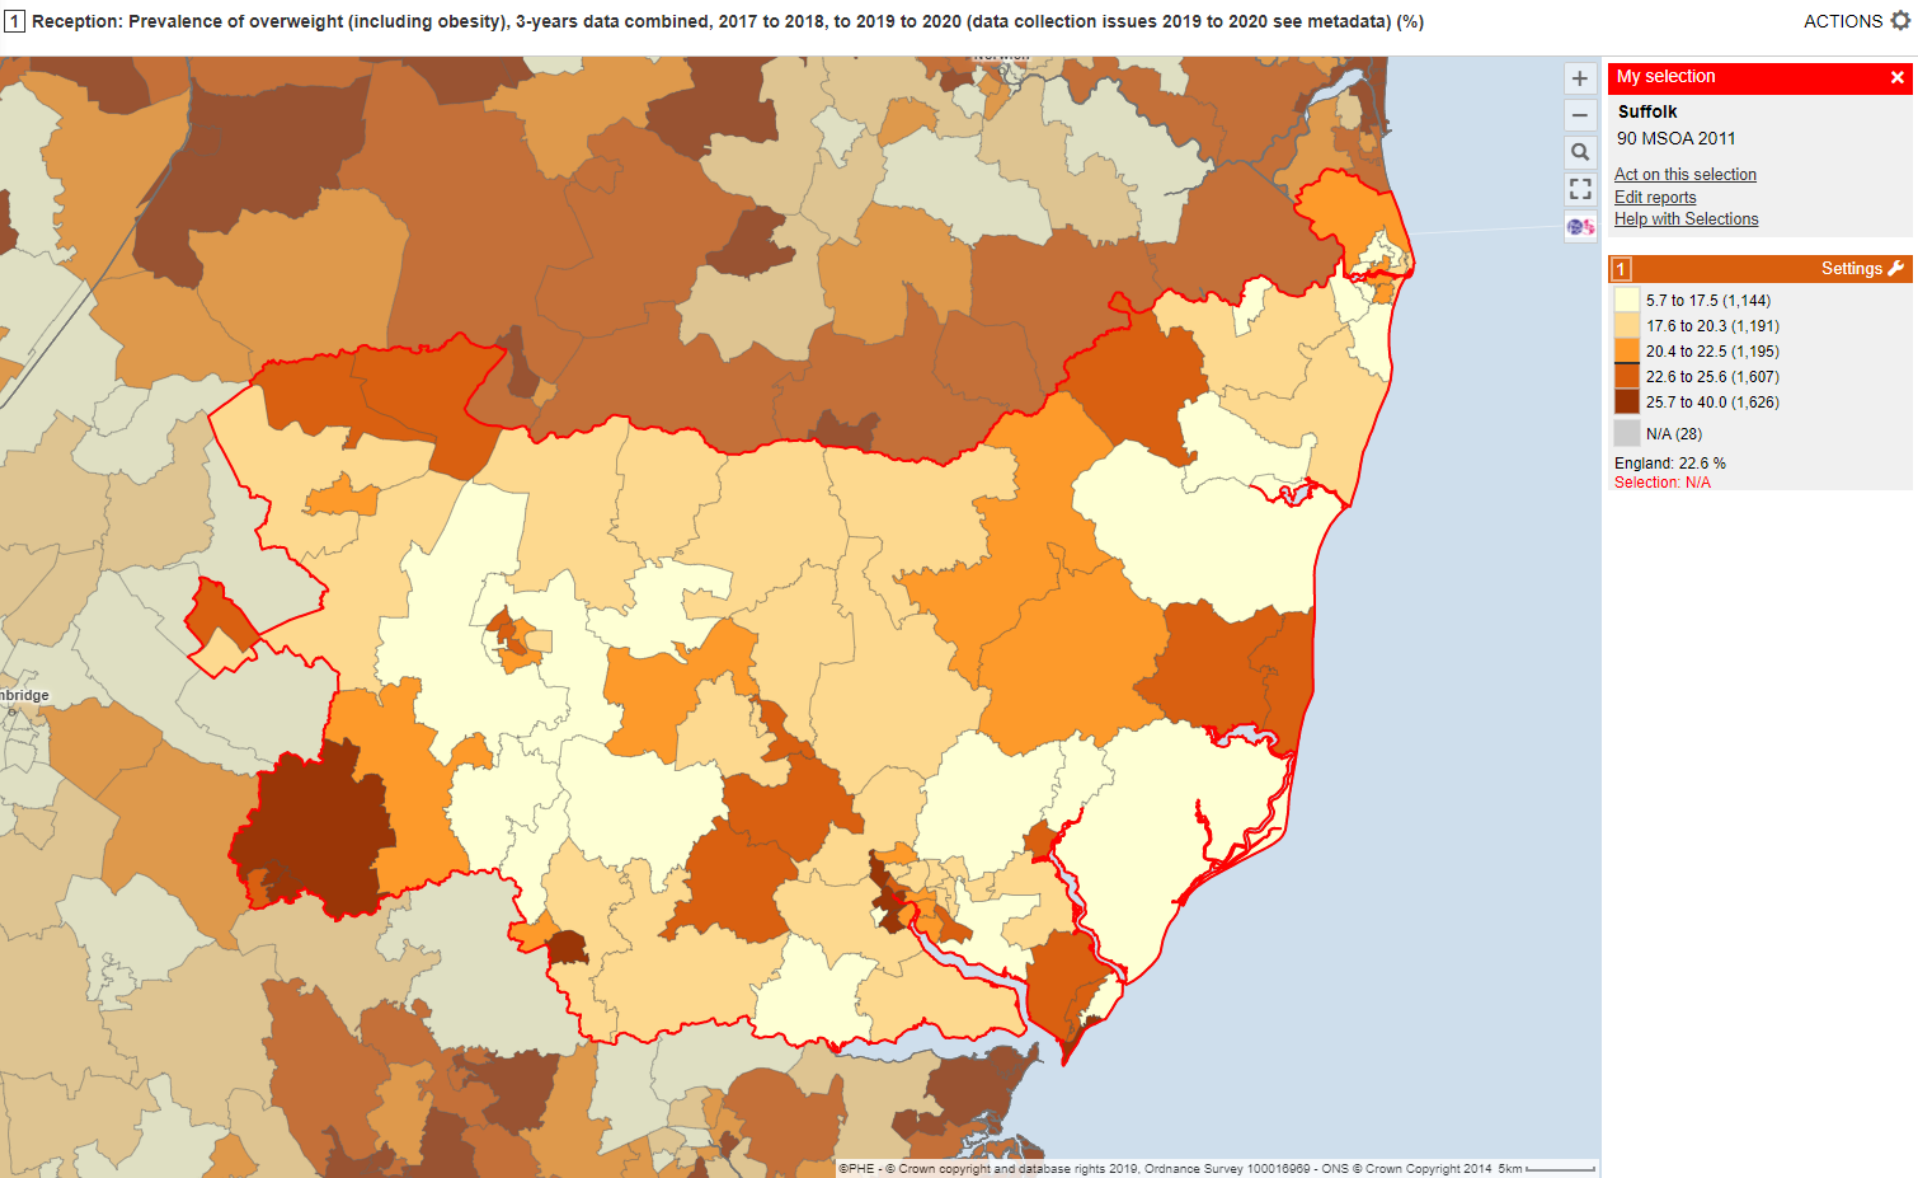 1 Reception: Prevalence of overweight (including obesity), 3-years data combined, 2017 to 2018, to 2019 to 2020 (data collection issues 2019 to 2020 see metadata) (%)
ACTIONS
Norwich
+
−
My selection ×
Suffolk
90 MSOA 2011
Act on this selection
Edit reports
Help with Selections
1 Settings
5.7 to 17.5 (1,144)
17.6 to 20.3 (1,191)
20.4 to 22.5 (1,195)
22.6 to 25.6 (1,607)
25.7 to 40.0 (1,626)
N/A (28)
England: 22.6 %
Selection: N/A
nbridge
©PHE - © Crown copyright and database rights 2019, Ordnance Survey 100016969 - ONS © Crown Copyright 2014 5km